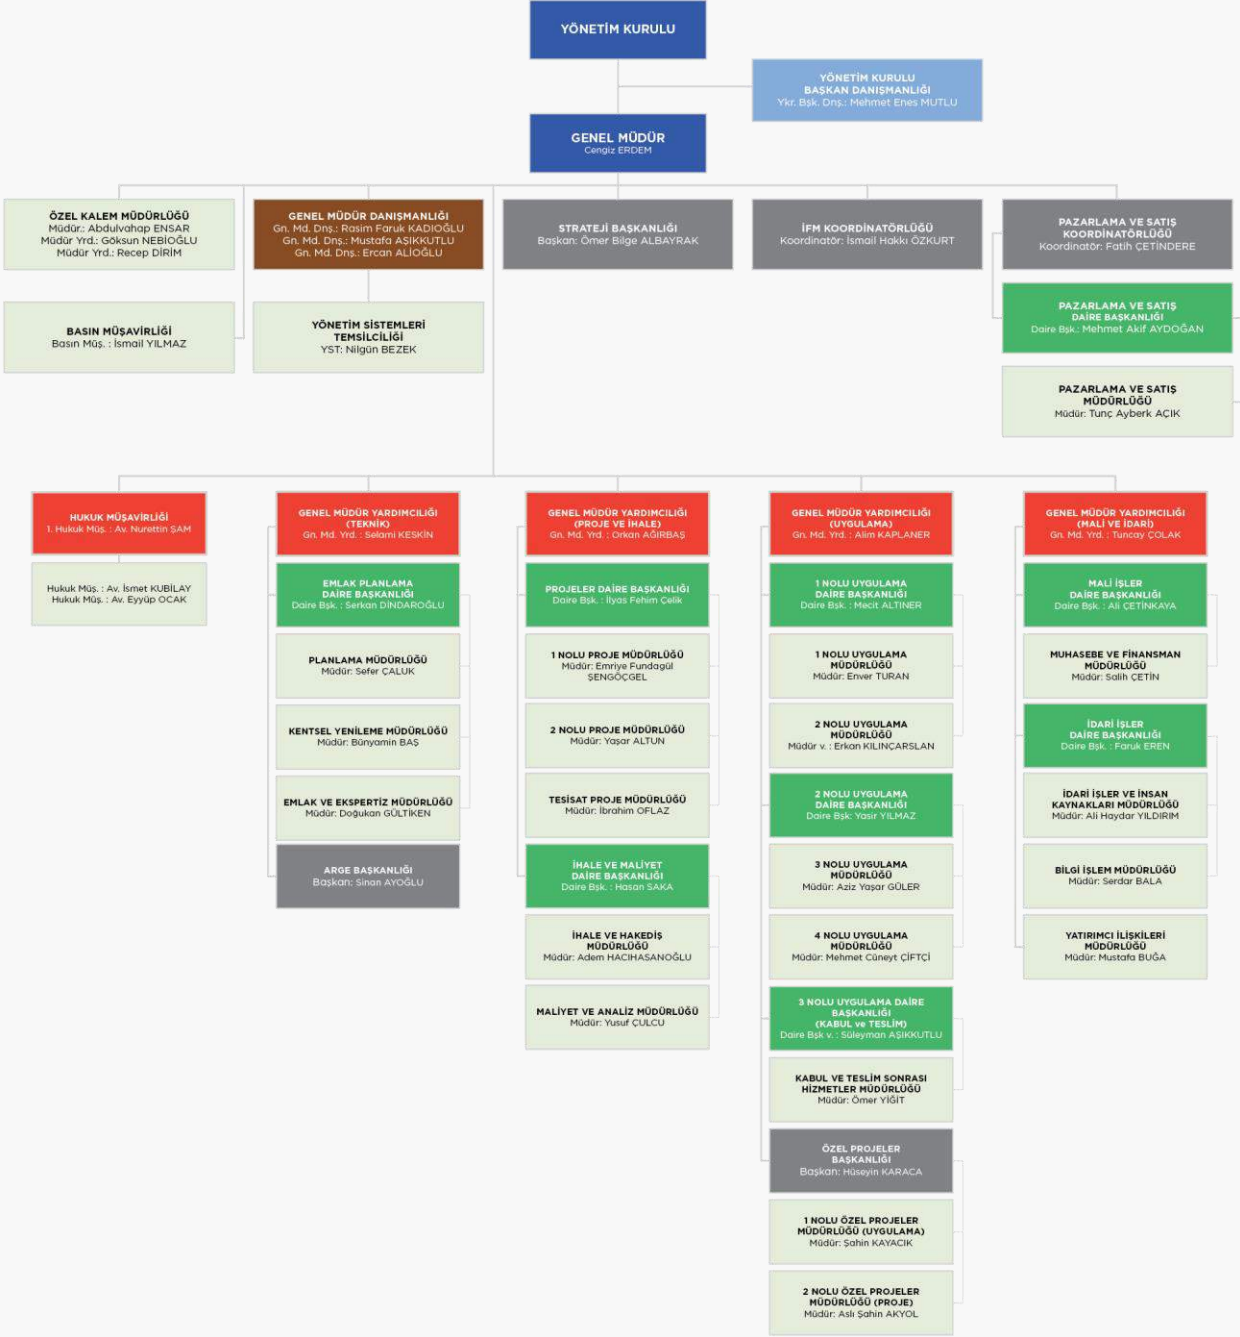 YÖNETİM KURULU
YÖNETİM KURULU
BAŞKAN DANIŞMANLIĞI
Ykr. Bşk. Dnş.: Mehmet Enes MUTLU
GENEL MÜDÜR
Cengiz ERDEM
ÖZEL KALEM MÜDÜRLÜĞÜ
Müdür.: Abdulvahap ENSAR
Müdür Yrd.: Göksun NEBİOĞLU
Müdür Yrd.: Recep DİRİM
GENEL MÜDÜR DANIŞMANLIĞI
Gn. Md. Dnş.: Rasim Faruk KADIOĞLU
Gn. Md. Dnş.: Mustafa AŞIKKUTLU
Gn. Md. Dnş.: Ercan ALİOĞLU
STRATEJİ BAŞKANLIĞI
Başkan: Ömer Bilge ALBAYRAK
İFM KOORDİNATÖRLÜĞÜ
Koordinatör: İsmail Hakkı ÖZKURT
PAZARLAMA VE SATIŞ
KOORDİNATÖRLÜĞÜ
Koordinatör: Fatih ÇETİNDERE
BASIN MÜŞAVİRLİĞİ
Basın Müş. : İsmail YILMAZ
YÖNETİM SİSTEMLERİ
TEMSİLCİLİĞİ
YST: Nilgün BEZEK
PAZARLAMA VE SATIŞ
DAİRE BAŞKANLIĞI
Daire Bşk.: Mehmet Akif AYDOĞAN
PAZARLAMA VE SATIŞ
MÜDÜRLÜĞÜ
Müdür: Tunç Ayberk AÇIK
HUKUK MÜŞAVİRLİĞİ
1. Hukuk Müş. : Av. Nurettin ŞAM
Hukuk Müş. : Av. İsmet KUBİLAY
Hukuk Müş. : Av. Eyyüp OCAK
GENEL MÜDÜR YARDIMCILIĞI
(TEKNİK)
Gn. Md. Yrd. : Selami KESKİN
EMLAK PLANLAMA
DAİRE BAŞKANLIĞI
Daire Bşk. : Serkan DİNDAROĞLU
PLANLAMA MÜDÜRLÜĞÜ
Müdür: Sefer ÇALUK
KENTSEL YENİLEME MÜDÜRLÜĞÜ
Müdür: Bünyamin BAŞ
EMLAK VE EKSPERTİZ MÜDÜRLÜĞÜ
Müdür: Doğukan GÜLTİKEN
ARGE BAŞKANLIĞI
Başkan: Sinan AYOĞLU
GENEL MÜDÜR YARDIMCILIĞI
(PROJE VE İHALE)
Gn. Md. Yrd. : Orkan AĞIRBAŞ
PROJELER DAİRE BAŞKANLIĞI
Daire Bşk. : İlyas Fehim Çelik
1 NOLU PROJE MÜDÜRLÜĞÜ
Müdür: Emriye Fundagül
ŞENGÖÇGEL
2 NOLU PROJE MÜDÜRLÜĞÜ
Müdür: Yaşar ALTUN
TESİSAT PROJE MÜDÜRLÜĞÜ
Müdür: İbrahim OFLAZ
İHALE VE MALİYET
DAİRE BAŞKANLIĞI
Daire Bşk. : Hasan SAKA
İHALE VE HAKEDİŞ
MÜDÜRLÜĞÜ
Müdür: Adem HACIHASANOĞLU
MALİYET VE ANALİZ MÜDÜRLÜĞÜ
Müdür: Yusuf ÇULCU
GENEL MÜDÜR YARDIMCILIĞI
(UYGULAMA)
Gn. Md. Yrd. : Alim KAPLANER
1 NOLU UYGULAMA
DAİRE BAŞKANLIĞI
Daire Bşk. : Mecit ALTINER
1 NOLU UYGULAMA
MÜDÜRLÜĞÜ
Müdür: Enver TURAN
2 NOLU UYGULAMA
MÜDÜRLÜĞÜ
Müdür v. : Erkan KILINÇARSLAN
2 NOLU UYGULAMA
DAİRE BAŞKANLIĞI
Daire Bşk: Yasir YILMAZ
3 NOLU UYGULAMA
MÜDÜRLÜĞÜ
Müdür: Aziz Yaşar GÜLER
4 NOLU UYGULAMA
MÜDÜRLÜĞÜ
Müdür: Mehmet Cüneyt ÇİFTÇİ
3 NOLU UYGULAMA DAİRE
BAŞKANLIĞI
(KABUL ve TESLİM)
Daire Bşk v. : Süleyman AŞIKKUTLU
KABUL VE TESLİM SONRASI
HİZMETLER MÜDÜRLÜĞÜ
Müdür: Ömer YİĞİT
ÖZEL PROJELER
BAŞKANLIĞI
Başkan: Hüseyin KARACA
1 NOLU ÖZEL PROJELER
MÜDÜRLÜĞÜ (UYGULAMA)
Müdür: Şahin KAYACIK
2 NOLU ÖZEL PROJELER
MÜDÜRLÜĞÜ (PROJE)
Müdür: Aslı Şahin AKYOL
GENEL MÜDÜR YARDIMCILIĞI
(MALİ VE İDARİ)
Gn. Md. Yrd. : Tuncay ÇOLAK
MALİ İŞLER
DAİRE BAŞKANLIĞI
Daire Bşk. : Ali ÇETİNKAYA
MUHASEBE VE FİNANSMAN
MÜDÜRLÜĞÜ
Müdür: Salih ÇETİN
İDARİ İŞLER
DAİRE BAŞKANLIĞI
Daire Bşk. : Faruk EREN
İDARİ İŞLER VE İNSAN
KAYNAKLARI MÜDÜRLÜĞÜ
Müdür: Ali Haydar YILDIRIM
BİLGİ İŞLEM MÜDÜRLÜĞÜ
Müdür: Serdar BALA
YATIRIMCI İLİŞKİLERİ
MÜDÜRLÜĞÜ
Müdür: Mustafa BUĞA